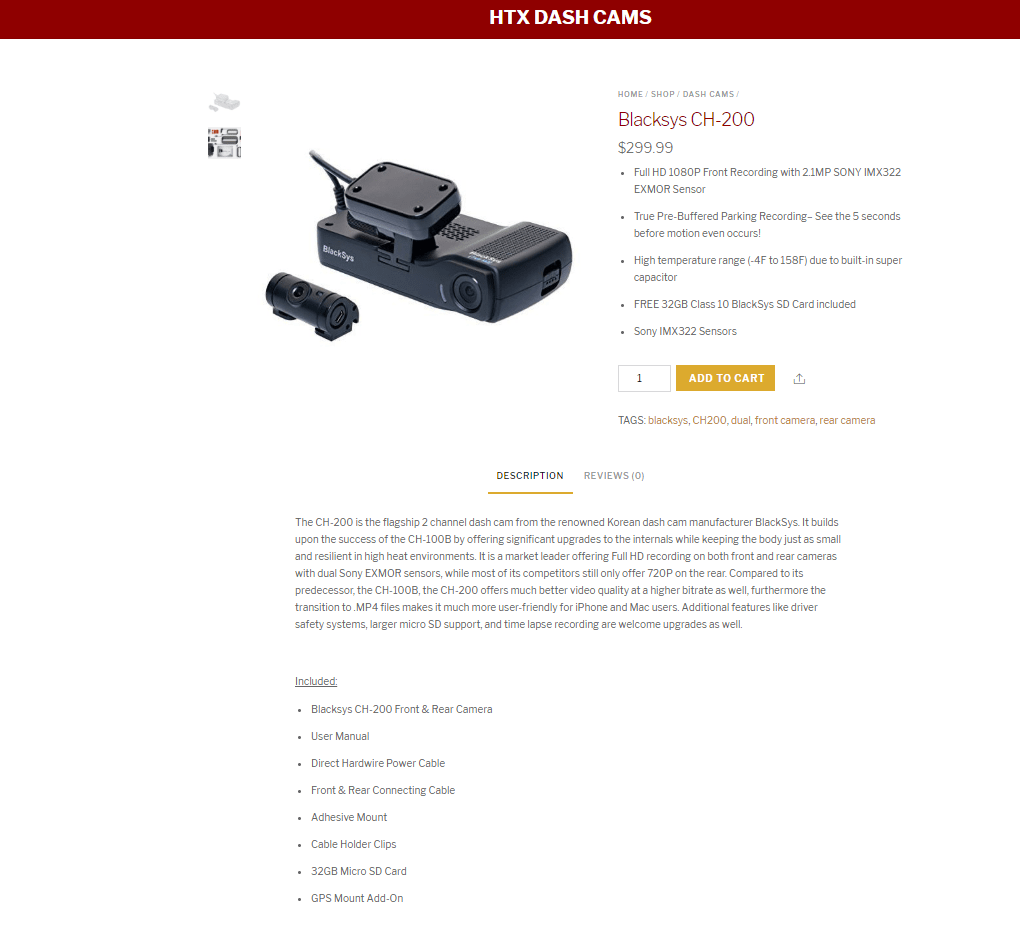 HTX DASH CAMS
HOME / SHOP / DASH CAMS /
Blacksys CH-200
$299.99
• Full HD 1080P Front Recording with 2.1MP SONY IMX322
EXMOR Sensor
• True Pre-Buffered Parking Recording– See the 5 seconds
before motion even occurs!
• High temperature range (-4F to 158F) due to built-in super
capacitor
• FREE 32GB Class 10 BlackSys SD Card included
• Sony IMX322 Sensors
BlackSys
BlackSys
1
ADD TO CART
TAGS: blacksys, CH200, dual, front camera, rear camera
DESCRIPTION
REVIEWS (0)
The CH-200 is the flagship 2 channel dash cam from the renowned Korean dash cam manufacturer BlackSys. It builds
upon the success of the CH-100B by offering significant upgrades to the internals while keeping the body just as small
and resilient in high heat environments. It is a market leader offering Full HD recording on both front and rear cameras
with dual Sony EXMOR sensors, while most of its competitors still only offer 720P on the rear. Compared to its
predecessor, the CH-100B, the CH-200 offers much better video quality at a higher bitrate as well, furthermore the
transition to .MP4 files makes it much more user-friendly for iPhone and Mac users. Additional features like driver
safety systems, larger micro SD support, and time lapse recording are welcome upgrades as well.
Included:
• Blacksys CH-200 Front & Rear Camera
• User Manual
• Direct Hardwire Power Cable
• Front & Rear Connecting Cable
• Adhesive Mount
• Cable Holder Clips
• 32GB Micro SD Card
• GPS Mount Add-On